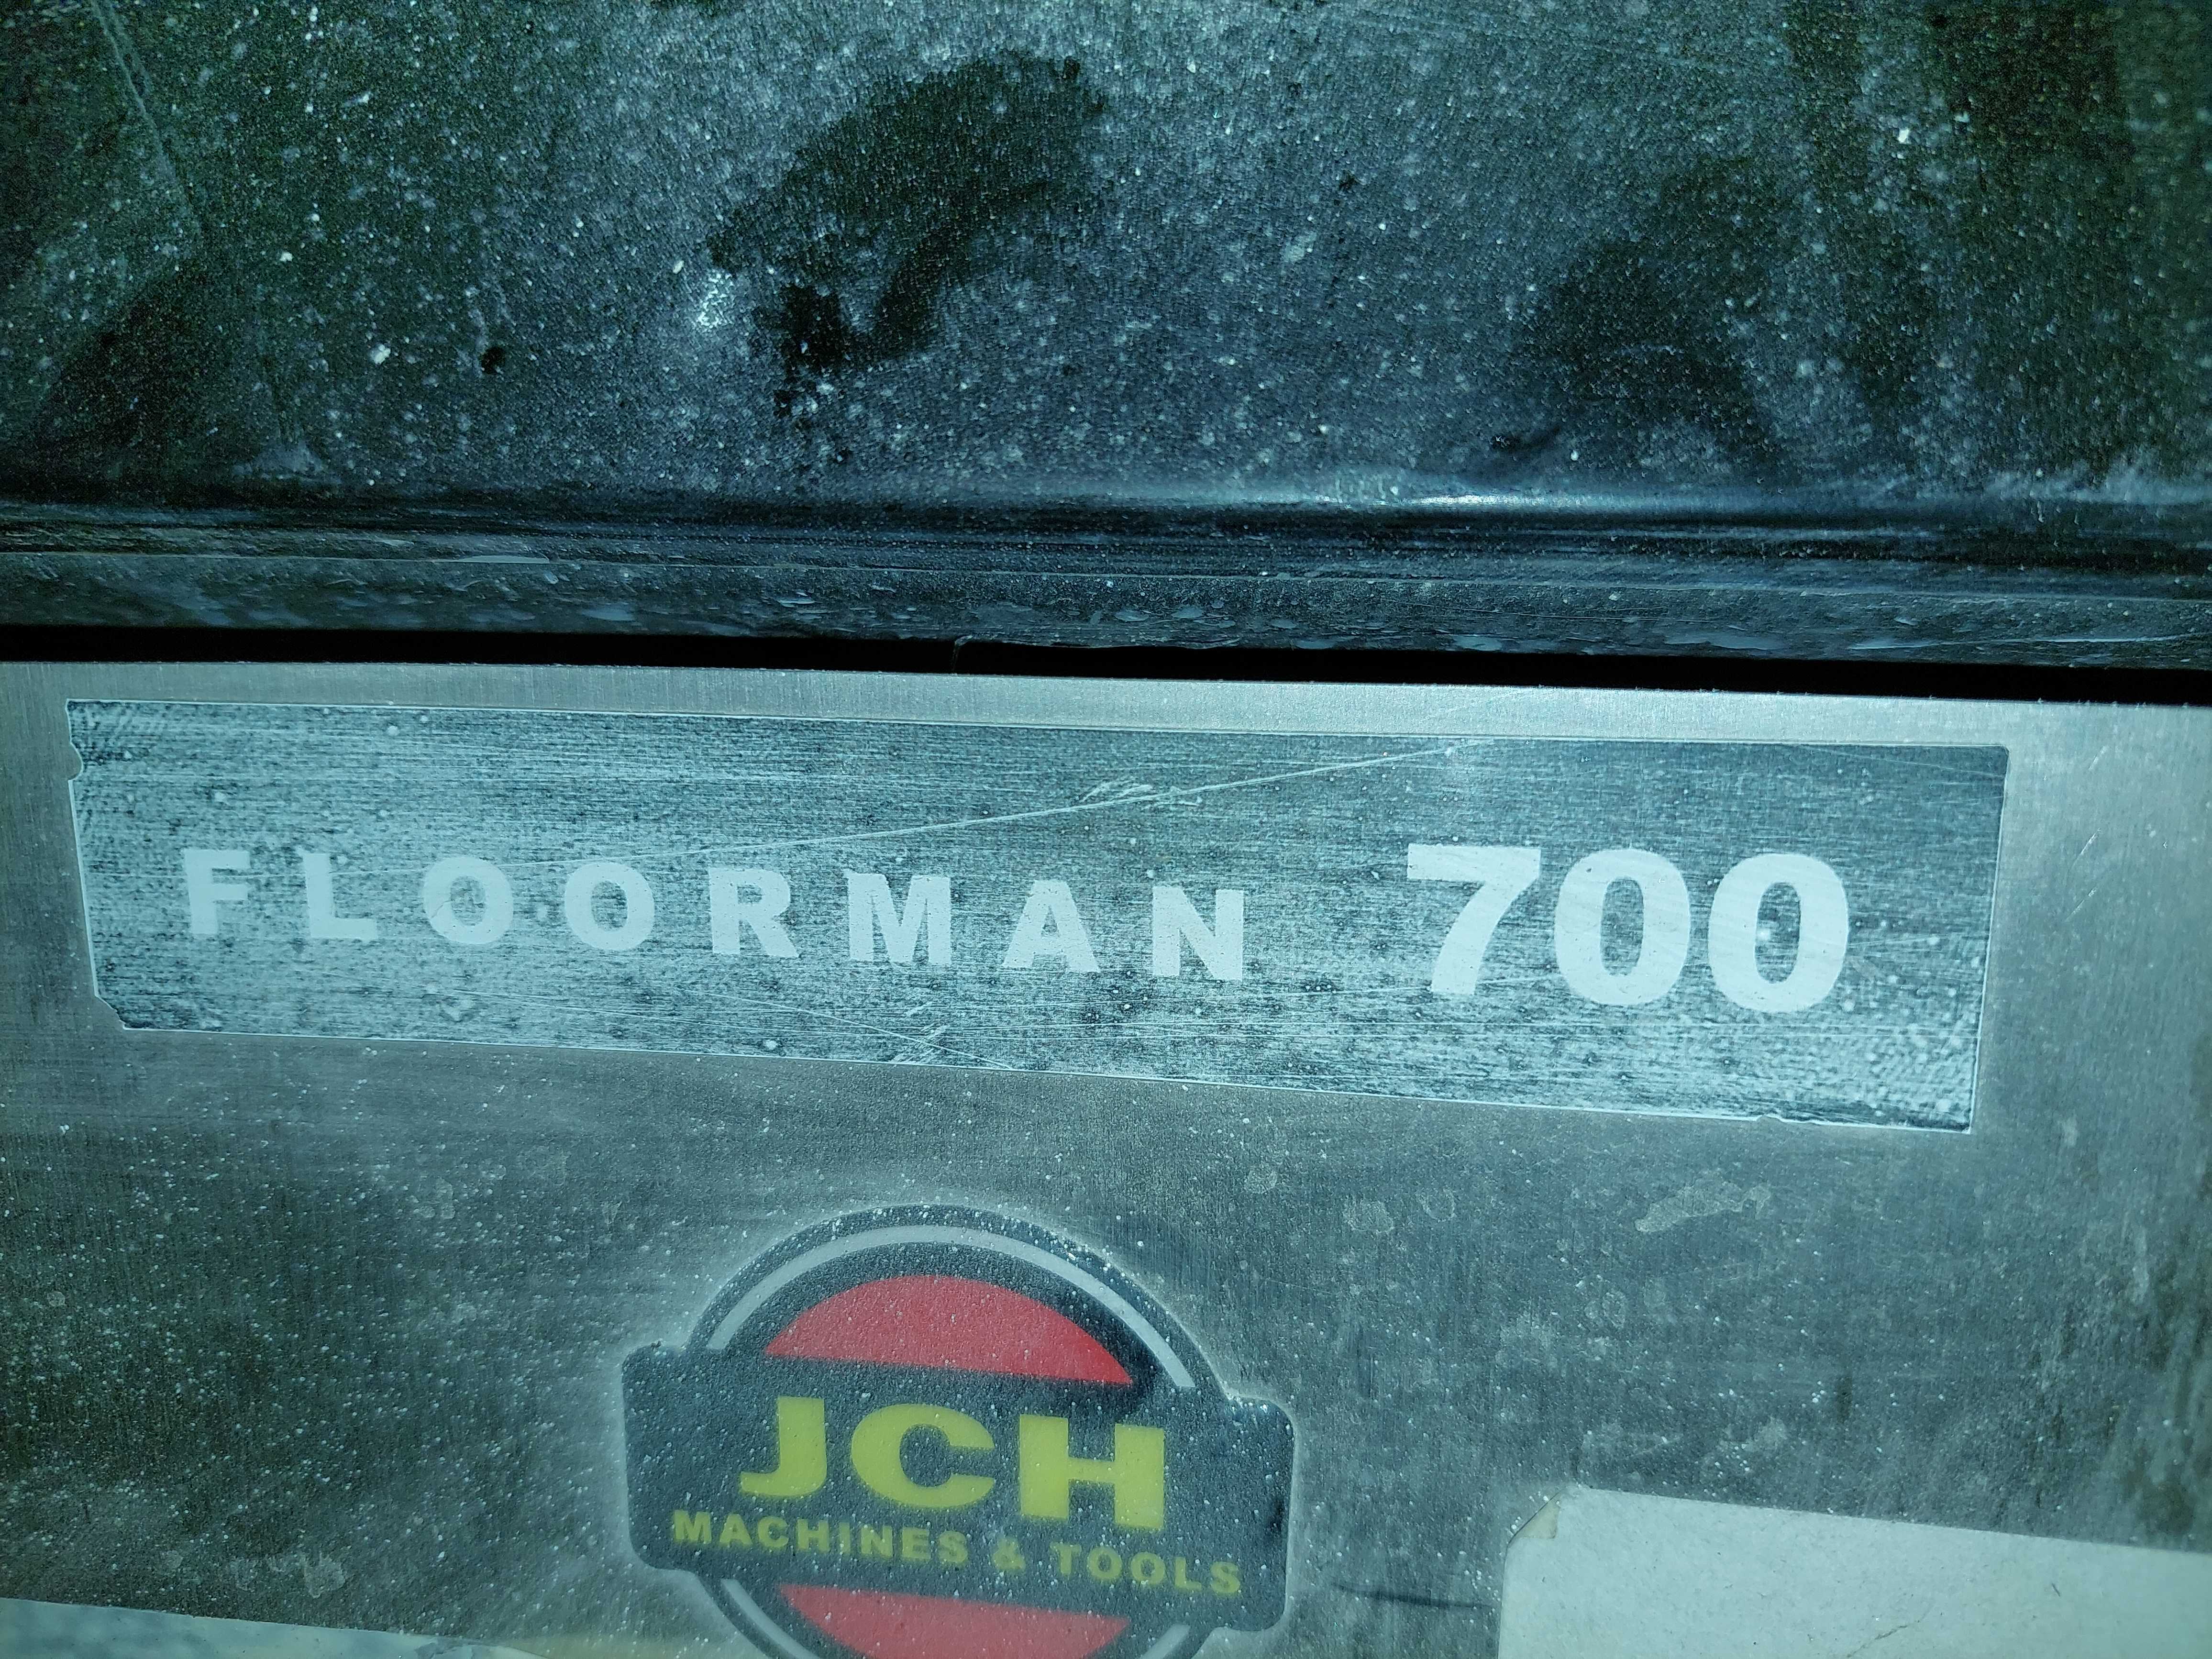 FLOORMAN 700
JCH
MACHINES & TOOLS